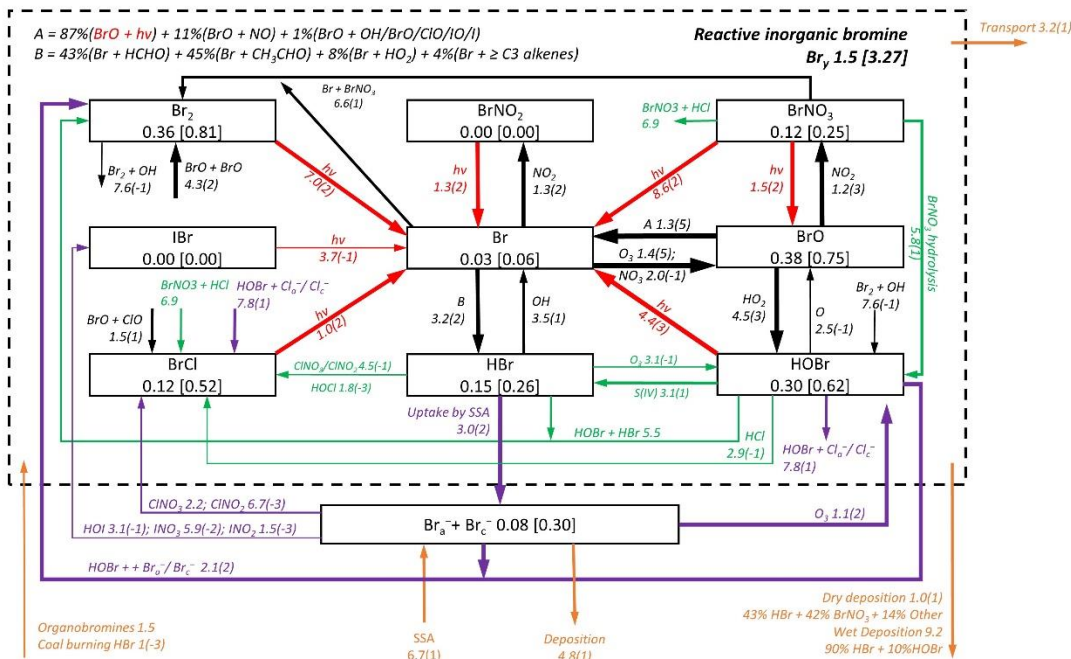 A = 87%(BrO + hv) + 11%(BrO + NO) + 1%(BrO + OH/BrO/ClO/IO/I)
B = 43%(Br + HCHO) + 45%(Br + CH₃CHO) + 8%(Br + HO₂) + 4%(Br + ≥ C3 alkenes)
Reactive inorganic bromine
Brᵧ 1.5 [3.27]
Transport 3.2(1)
Br + BrNO₃
6.6(1)
Br₂
0.36 [0.81]
BrNO₂
0.00 [0.00]
BrNO3 + HCl
6.9
BrNO₃
0.12 [0.25]
Br₂ + OH
7.6(-1)
BrO + BrO
4.3(2)
hv
7.0(2)
hv
1.3(2)
NO₂
1.3(2)
hv
8.6(2)
hv
1.5(2)
NO₂
1.2(3)
BrNO₃ hydrolysis
5.8(1)
IBr
0.00 [0.00]
hv
3.7(-1)
Br
0.03 [0.06]
A 1.3(5)
O₃ 1.4(5);
NO₃ 2.0(-1)
BrO
0.38 [0.75]
BrO + ClO
1.5(1)
BrNO3 + HCl
6.9
HOBr + Clₐ⁻/ Cl_c⁻
7.8(1)
hv
1.0(2)
B
3.2(2)
OH
3.5(1)
hv
4.4(3)
HO₂
4.5(3)
O
2.5(-1)
Br₂ + OH
7.6(-1)
BrCl
0.12 [0.52]
ClNO₃/ClNO₂ 4.5(-1)
HOCl 1.8(-3)
HBr
0.15 [0.26]
O₃ 3.1(-1)
S(IV) 3.1(1)
HOBr
0.30 [0.62]
Uptake by SSA
3.0(2)
HOBr + HBr 5.5
HCl
2.9(-1)
HOBr + Clₐ⁻/ Cl_c⁻
7.8(1)
ClNO₃ 2.2; ClNO₂ 6.7(-3)
HOI 3.1(-1); INO₃ 5.9(-2); INO₂ 1.5(-3)
Brₐ⁻+ Br_c⁻ 0.08 [0.30]
O₃ 1.1(2)
HOBr + + Brₐ⁻/ Br_c⁻ 2.1(2)
Organobromines 1.5
Coal burning HBr 1(-3)
SSA
6.7(1)
Deposition
4.8(1)
Dry deposition 1.0(1)
43% HBr + 42% BrNO₃ + 14% Other
Wet Deposition 9.2
90% HBr + 10%HOBr